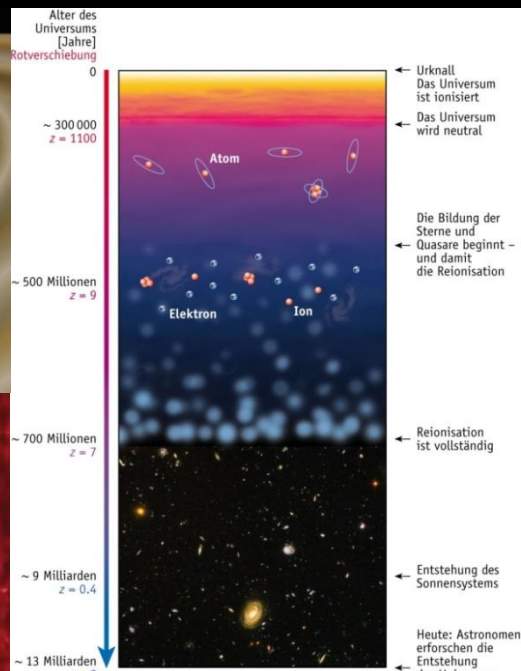 Alter des
Universums
[Jahre]
Rotverschiebung
0
Urknall
Das Universum
ist ionisiert
~ 300 000
z = 1100
Das Universum
wird neutral
Atom
Die Bildung der
Sterne und
Quasare beginnt –
und damit
die Reionisation
~ 500 Millionen
z = 9
Elektron
Ion
~ 700 Millionen
z = 7
Reionisation
ist vollständig
~ 9 Milliarden
z = 0.4
Entstehung des
Sonnensystems
~ 13 Milliarden
Heute: Astronomen
erforschen die
Entstehung